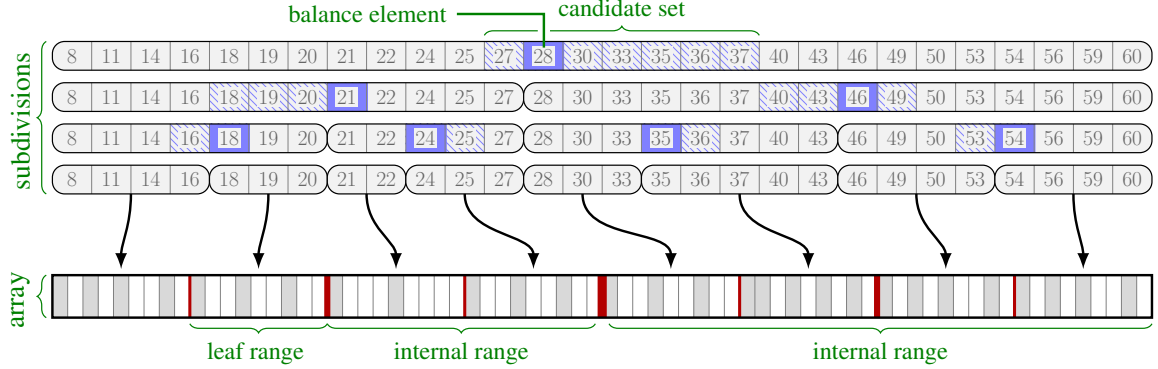 balance element candidate set
8 11 14 16 18 19 20 21 22 24 25 27 28 30 33 35 36 37 40 43 46 49 50 53 54 56 59 60
8 11 14 16 18 19 20 21 22 24 25 27 28 30 33 35 36 37 40 43 46 49 50 53 54 56 59 60
8 11 14 16 18 19 20 21 22 24 25 27 28 30 33 35 36 37 40 43 46 49 50 53 54 56 59 60
8 11 14 16 18 19 20 21 22 24 25 27 28 30 33 35 36 37 40 43 46 49 50 53 54 56 59 60
subdivisions
array
leaf range internal range internal range